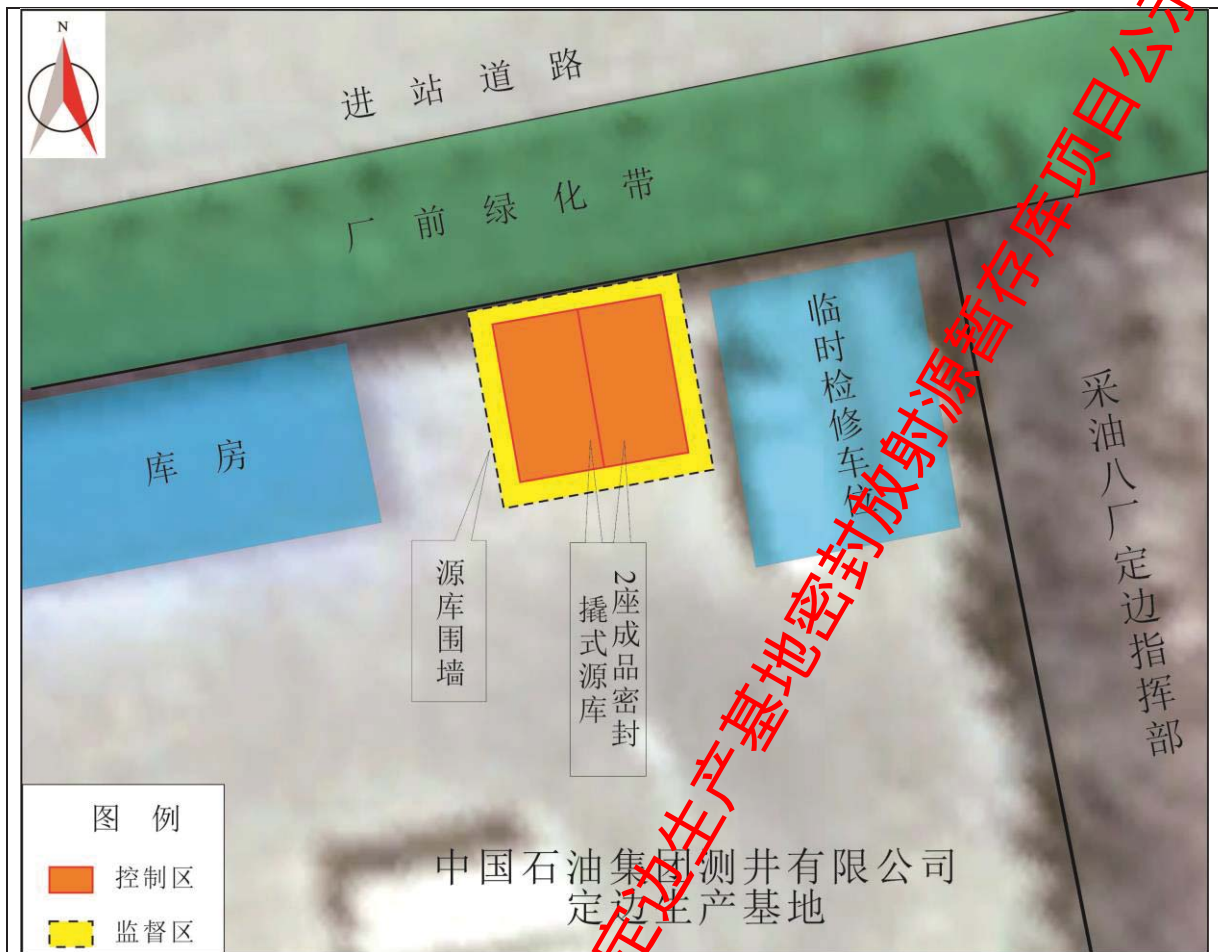 N
进站道路
厂前绿化带
临时检修车位
库房
采油八厂定边指挥部
源库围墙
2座成品密封
撬式源库
图例
控制区
监督区
中国石油集团测井有限公司
定边生产基地
定边生产基地密封放射源暂存库项目公示